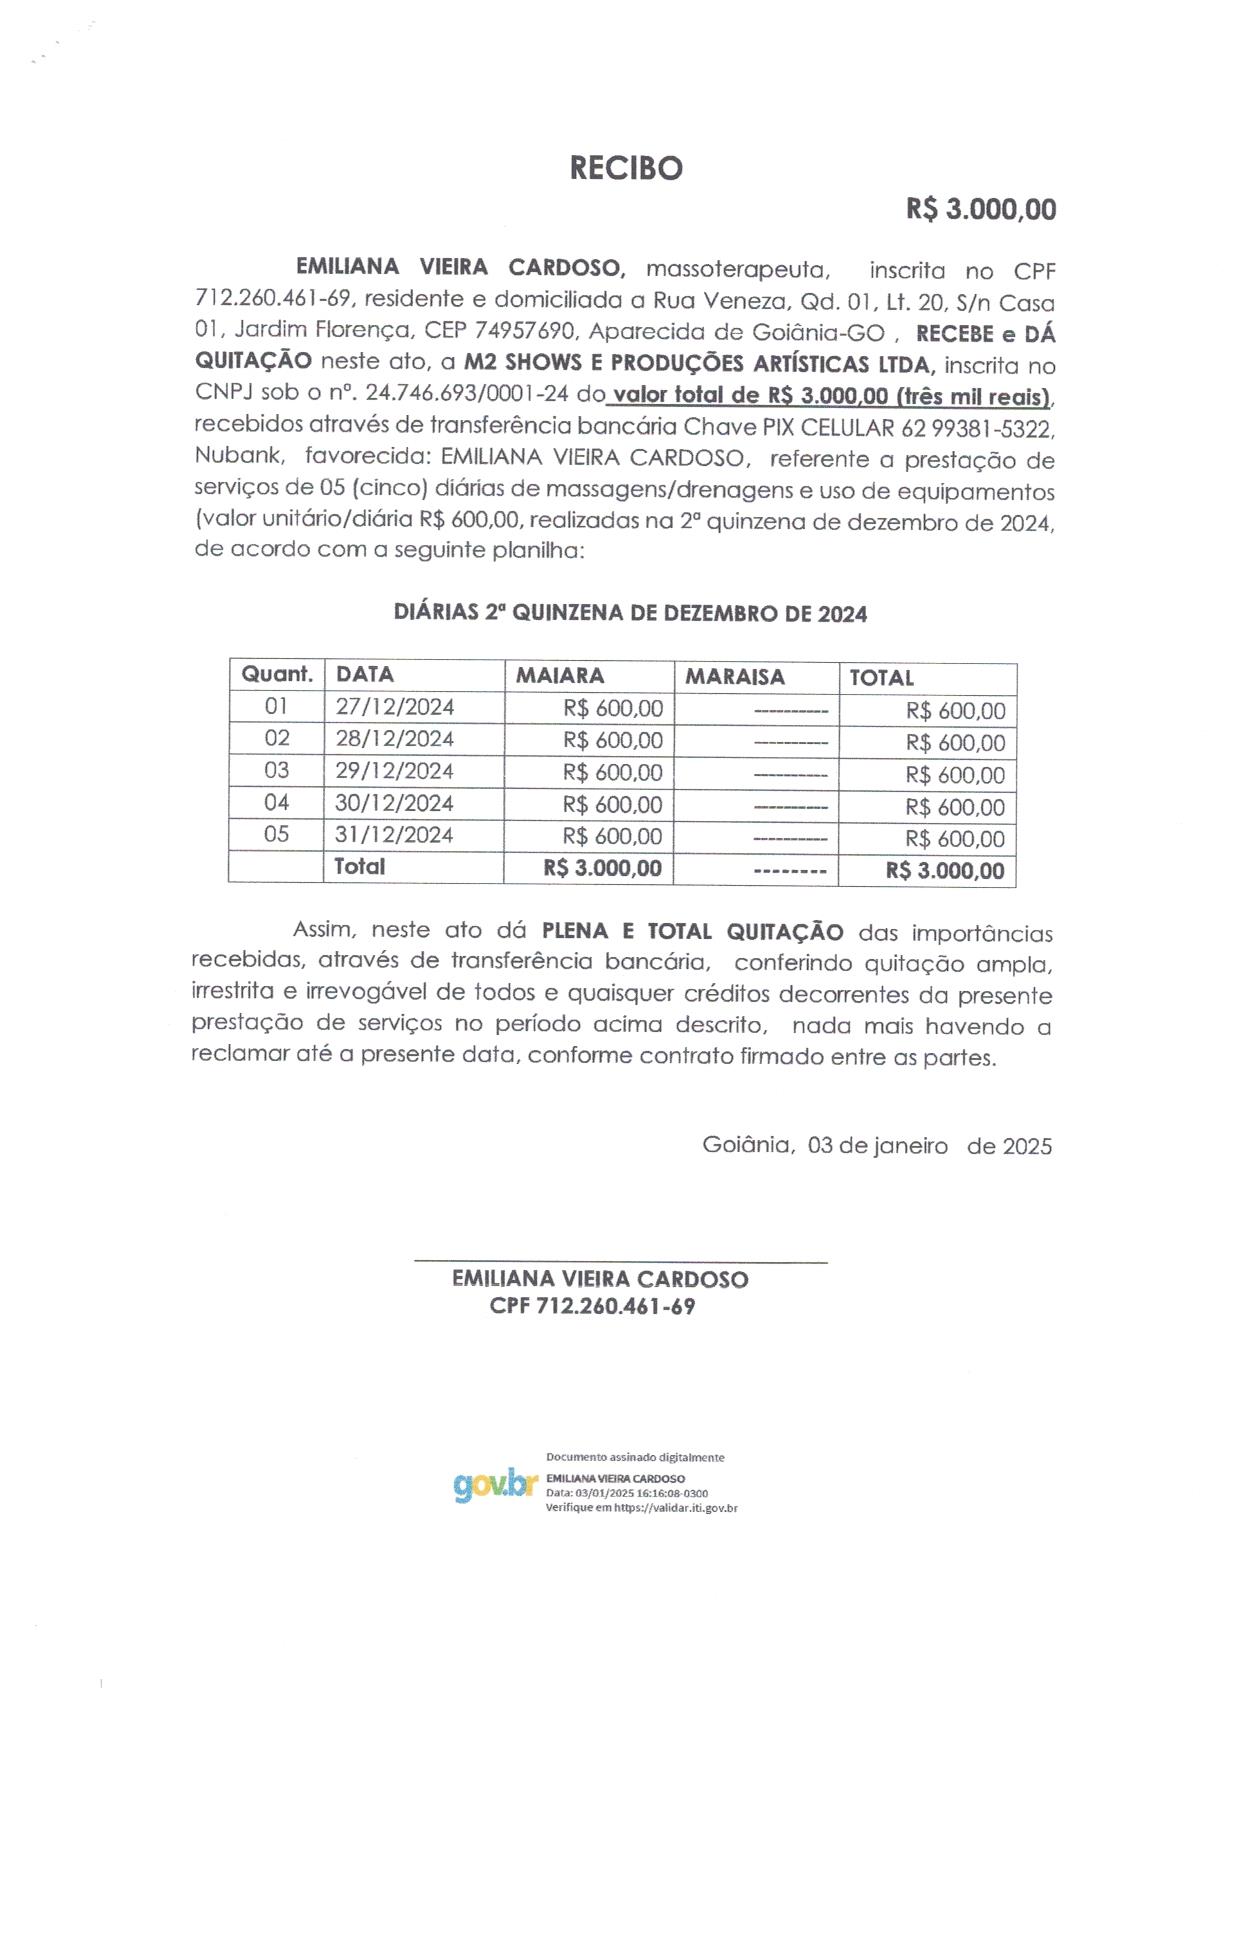 RECIBO
R$ 3.000,00
EMILIANA VIEIRA CARDOSO, massoterapeuta, inscrita no CPF
712.260.461-69, residente e domiciliada a Rua Veneza, Qd. 01, Lt. 20, S/n Casa
01, Jardim Florença, CEP 74957690, Aparecida de Goiânia-GO , RECEBE e DÁ
QUITAÇÃO neste ato, a M2 SHOWS E PRODUÇÕES ARTÍSTICAS LTDA, inscrita no
CNPJ sob o nº. 24.746.693/0001-24 do valor total de R$ 3.000,00 (três mil reais),
recebidos através de transferência bancária Chave PIX CELULAR 62 99381-5322,
Nubank, favorecida: EMILIANA VIEIRA CARDOSO, referente a prestação de
serviços de 05 (cinco) diárias de massagens/drenagens e uso de equipamentos
(valor unitário/diária R$ 600,00, realizadas na 2ª quinzena de dezembro de 2024,
de acordo com a seguinte planilha:
DIÁRIAS 2ª QUINZENA DE DEZEMBRO DE 2024
Quant. DATA MAIARA MARAISA TOTAL
01 27/12/2024 R$ 600,00 ---------- R$ 600,00
02 28/12/2024 R$ 600,00 ---------- R$ 600,00
03 29/12/2024 R$ 600,00 ---------- R$ 600,00
04 30/12/2024 R$ 600,00 ---------- R$ 600,00
05 31/12/2024 R$ 600,00 ---------- R$ 600,00
Total R$ 3.000,00 -------- R$ 3.000,00
Assim, neste ato dá PLENA E TOTAL QUITAÇÃO das importâncias
recebidas, através de transferência bancária, conferindo quitação ampla,
irrestrita e irrevogável de todos e quaisquer créditos decorrentes da presente
prestação de serviços no período acima descrito, nada mais havendo a
reclamar até a presente data, conforme contrato firmado entre as partes.
Goiânia, 03 de janeiro de 2025
EMILIANA VIEIRA CARDOSO
CPF 712.260.461-69
gov.br
Documento assinado digitalmente
EMILIANA VIEIRA CARDOSO
Data: 03/01/2025 16:16:08-0300
Verifique em https://validar.iti.gov.br